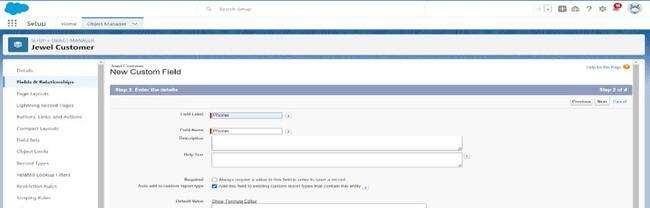 Search Setup
Setup
Home
Object Manager
SETUP > OBJECT MANAGER
Jewel Customer
Details
Fields & Relationships
Page Layouts
Lightning Record Pages
Buttons, Links, and Actions
Compact Layouts
Field Sets
Object Limits
Record Types
Related Lookup Filters
Restriction Rules
Scoping Rules
Jewel Customer
New Custom Field
Help for this Page
Step 2. Enter the details
Step 2 of 4
Previous
Next
Cancel
Field Label
Phone
Field Name
Phone
Description
Help Text
Required
Always require a value in this field in order to save a record
Auto add to custom report type
Add this field to existing custom report types that contain this entity
Default Value
Show Formula Editor